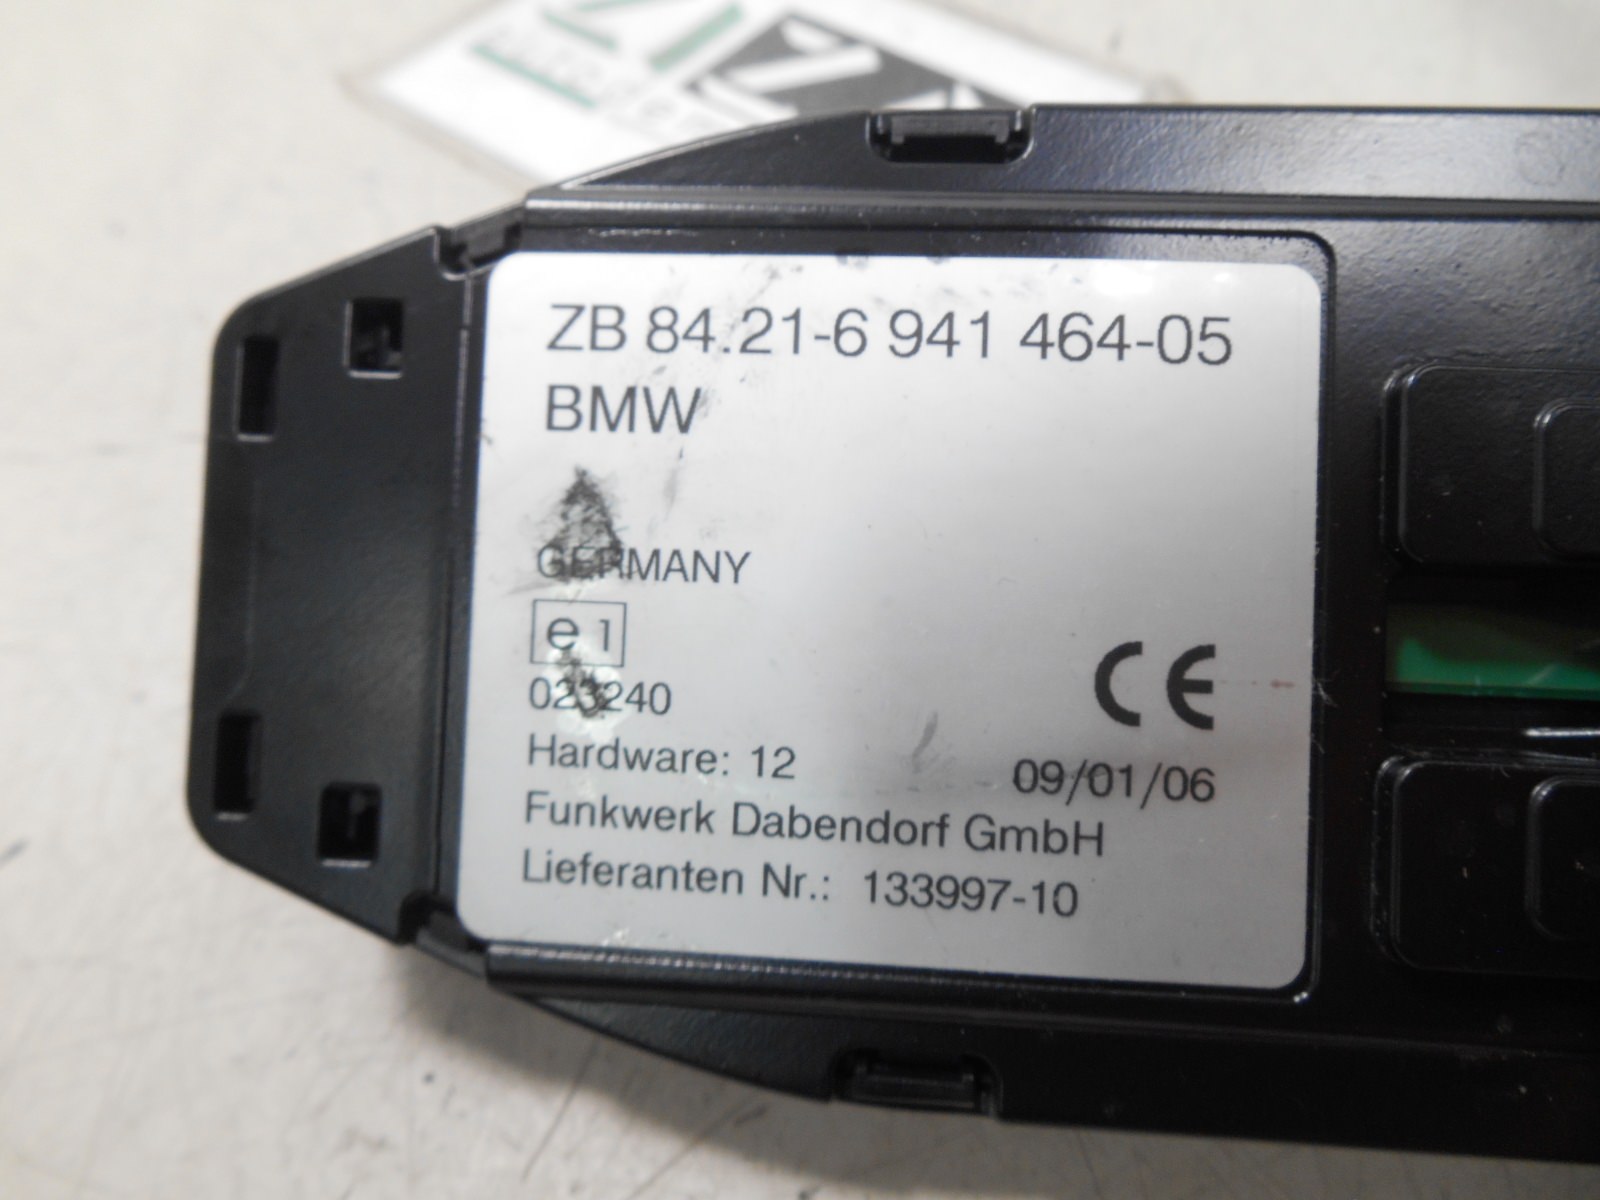 ZB 84.21-6 941 464-05
BMW
GERMANY
e 1
023240
CE
Hardware: 12
09/01/06
Funkwerk Dabendorf GmbH
Lieferanten Nr.: 133997-10